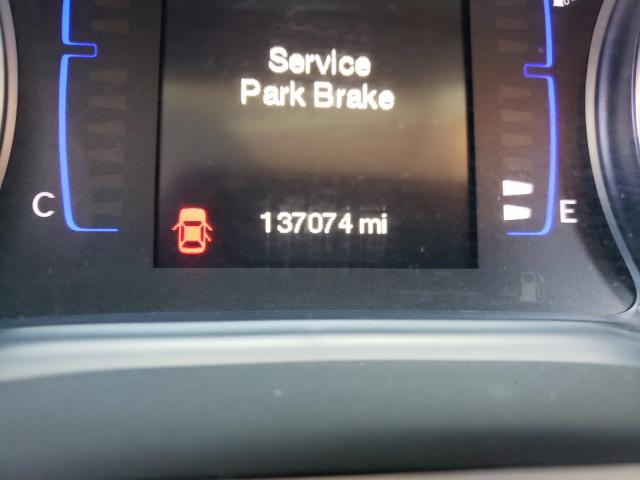 Service
Park Brake
C
137074 mi
E